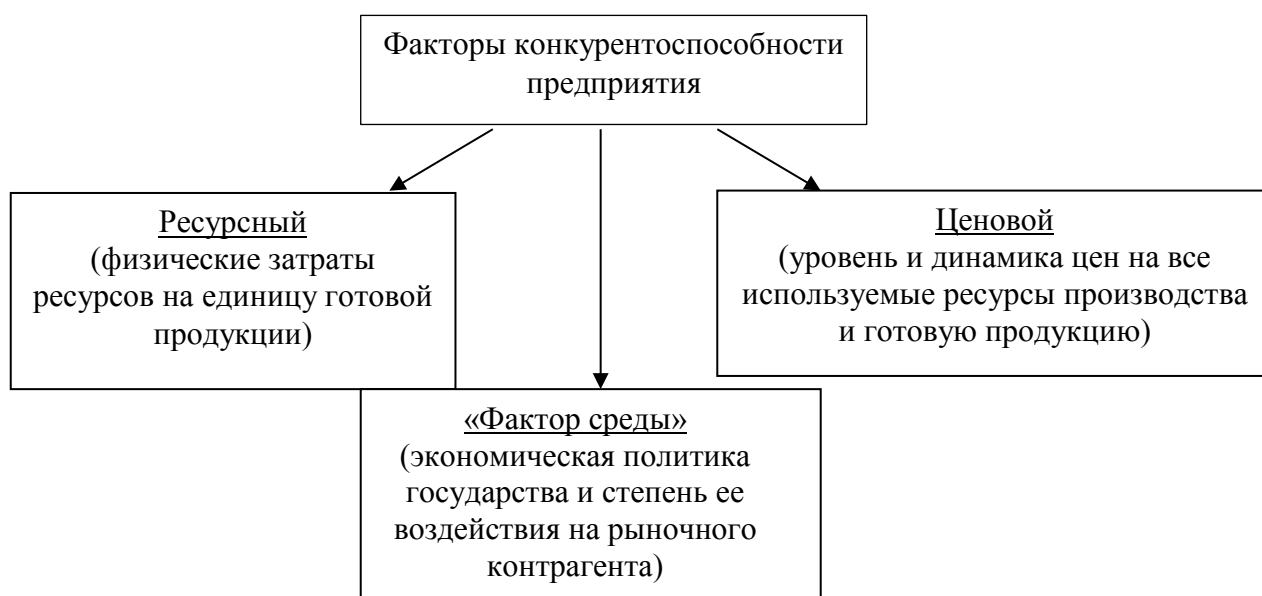 Факторы конкурентоспособности
предприятия
Ресурсный
(физические затраты
ресурсов на единицу готовой
продукции)
Ценовой
(уровень и динамика цен на все
используемые ресурсы производства
и готовую продукцию)
«Фактор среды»
(экономическая политика
государства и степень ее
воздействия на рыночного
контрагента)